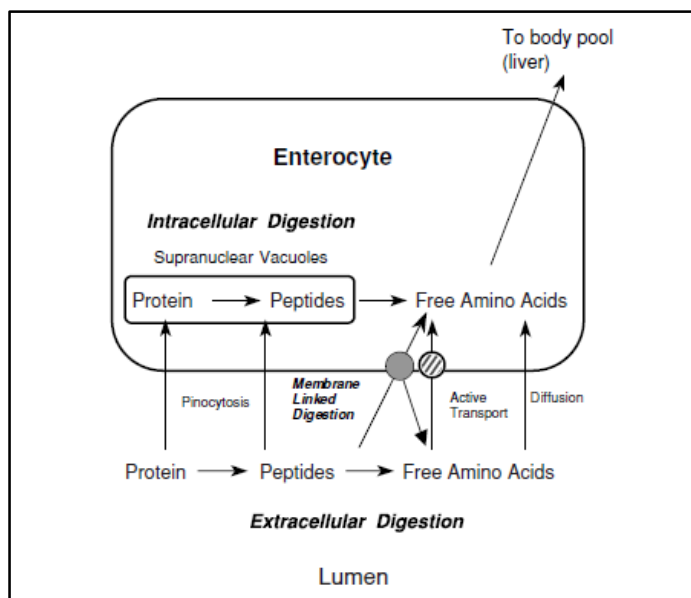 To body pool
(liver)
Enterocyte
Intracellular Digestion
Supranuclear Vacuoles
Protein Peptides Free Amino Acids
Pinocytosis
Membrane
Linked
Digestion
Active
Transport
Diffusion
Protein Peptides Free Amino Acids
Extracellular Digestion
Lumen